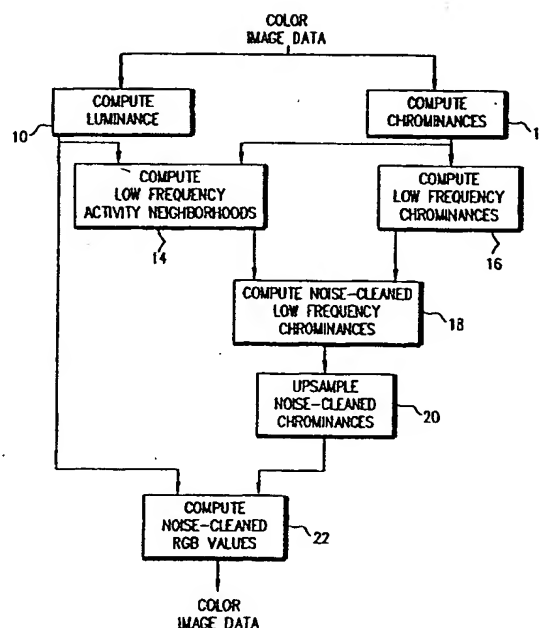 COLOR
IMAGE DATA
COMPUTE
LUMINANCE
10
COMPUTE
CHROMINANCES
1
COMPUTE
LOW FREQUENCY
ACTIVITY NEIGHBORHOODS
14
COMPUTE
LOW FREQUENCY
CHROMINANCES
16
COMPUTE NOISE-CLEANED
LOW FREQUENCY
CHROMINANCES
18
UPSAMPLE
NOISE-CLEANED
CHROMINANCES
20
COMPUTE
NOISE-CLEANED
RGB VALUES
22
COLOR
IMAGE DATA